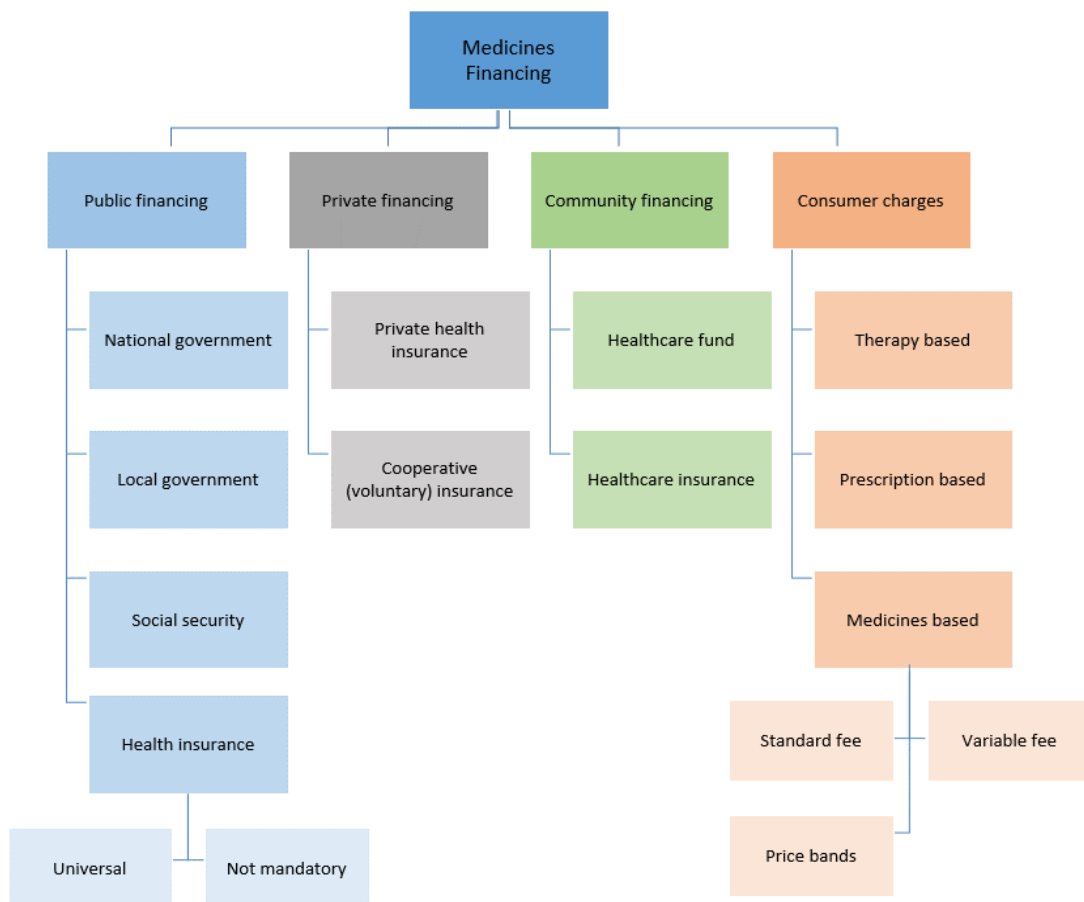 Medicines
Financing
Public financing
Private financing
Community financing
Consumer charges
National government
Private health
insurance
Healthcare fund
Therapy based
Local government
Cooperative
(voluntary) insurance
Healthcare insurance
Prescription based
Social security
Medicines based
Health insurance
Standard fee
Variable fee
Universal
Not mandatory
Price bands